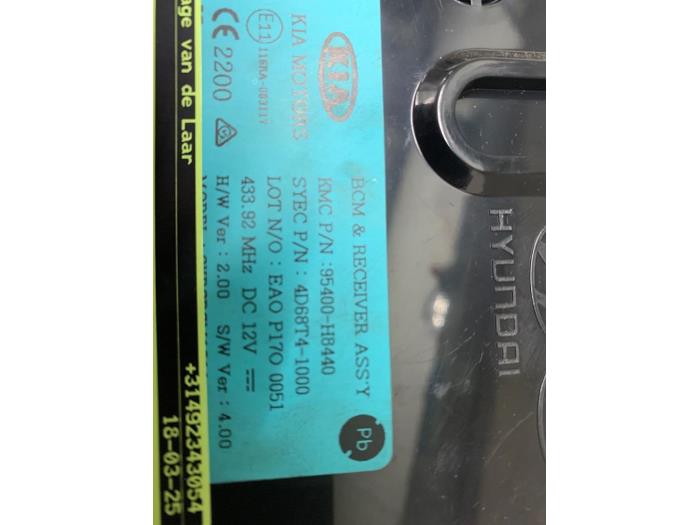 KIA
KIA MOTORS
E11
CE 2200
BCM & RECEIVER ASS'Y
KMC P/N :95400-H8440
SYEC P/N : 4D68T4-1000
LOT N/O : EAO P17O 0051
433.92 MHz DC 12V
H/W Ver : 2.00 S/W Ver : 4.00
Pb
HYUNDAI
van de Laar
+31492343054
18-03-25